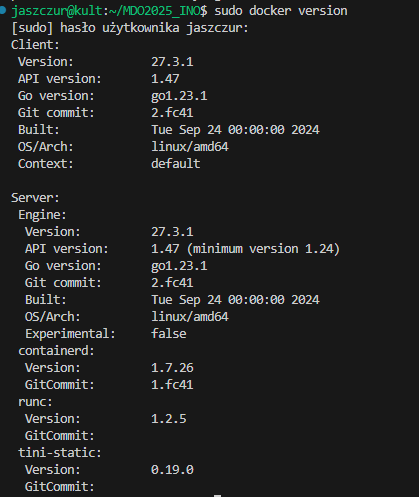 jaszczur@kult:~/MDO2025_INO$ sudo docker version
[sudo] hasło użytkownika jaszczur:
Client:
 Version:           27.3.1
 API version:       1.47
 Go version:        go1.23.1
 Git commit:        2.fc41
 Built:             Tue Sep 24 00:00:00 2024
 OS/Arch:           linux/amd64
 Context:           default

Server:
 Engine:
  Version:          27.3.1
  API version:      1.47 (minimum version 1.24)
  Go version:       go1.23.1
  Git commit:       2.fc41
  Built:            Tue Sep 24 00:00:00 2024
  OS/Arch:          linux/amd64
  Experimental:     false
 containerd:
  Version:          1.7.26
  GitCommit:        1.fc41
 runc:
  Version:          1.2.5
  GitCommit:
 tini-static:
  Version:          0.19.0
  GitCommit: